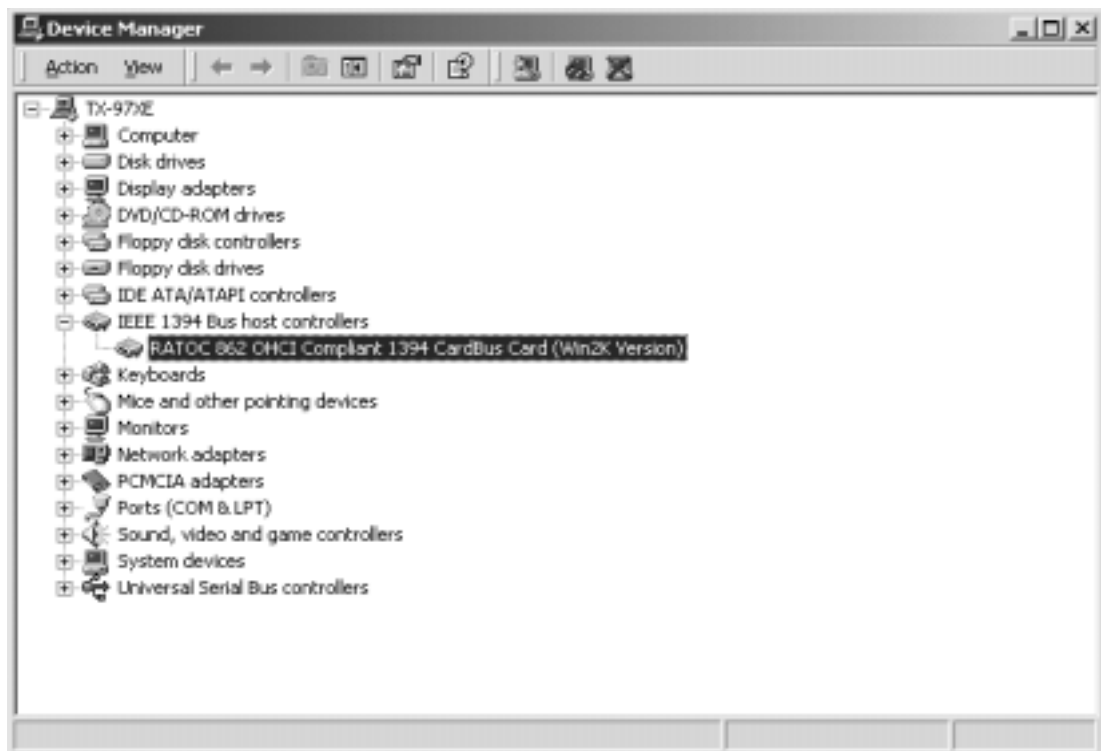 Device Manager
Action View
TX-97XE
Computer
Disk drives
Display adapters
DVD/CD-ROM drives
Floppy disk controllers
Floppy disk drives
IDE ATA/ATAPI controllers
IEEE 1394 Bus host controllers
RATOC 862 OHCI Compliant 1394 CardBus Card (Win2K Version)
Keyboards
Mice and other pointing devices
Monitors
Network adapters
PCMCIA adapters
Ports (COM & LPT)
Sound, video and game controllers
System devices
Universal Serial Bus controllers